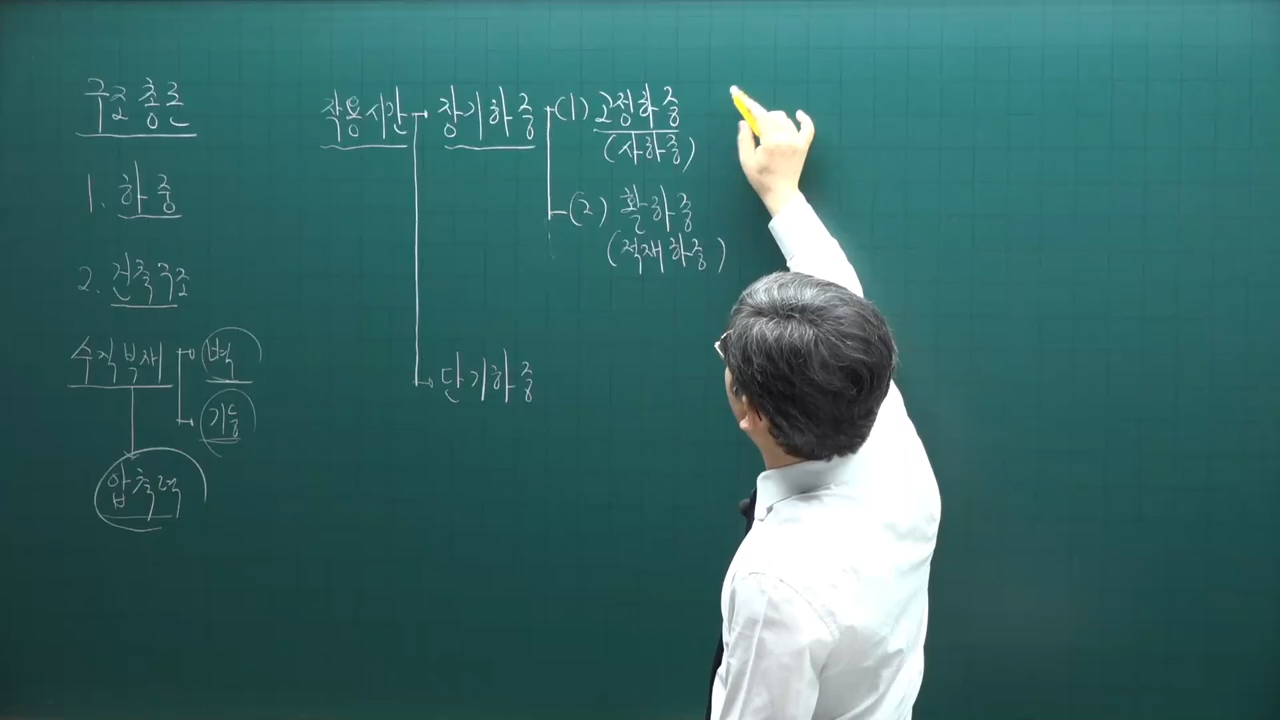 구조 총론
1. 하중
2. 건축구조
수직부재
벽
기둥
압축력
작용시간
장기하중
(1) 고정하중
(사하중)
(2) 활하중
(적재하중)
단기하중